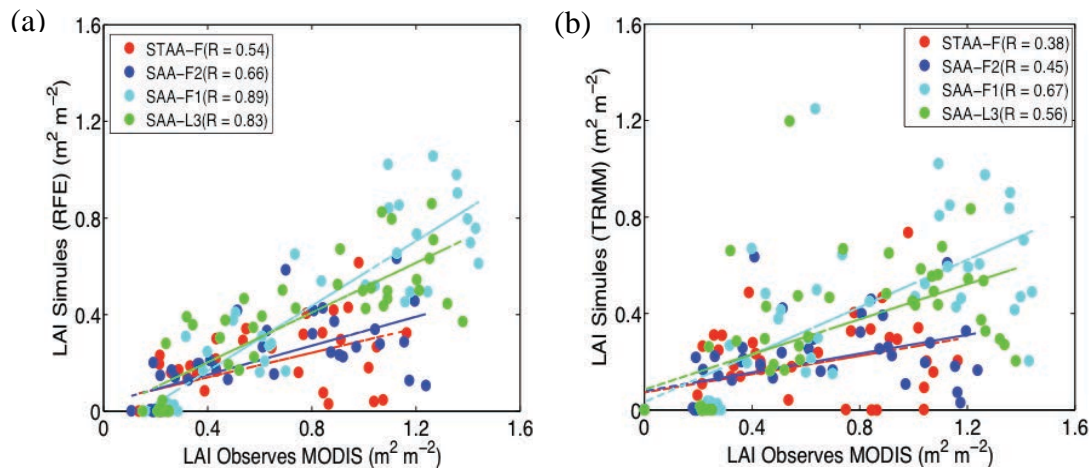 (a)
1.6
1.2
0.8
0.4
0
LAI Simules (RFE) (m² m⁻²)
STAA−F(R = 0.54)
SAA−F2(R = 0.66)
SAA−F1(R = 0.89)
SAA−L3(R = 0.83)
0
0.4
0.8
1.2
1.6
LAI Observes MODIS (m² m⁻²)
(b)
1.6
1.2
0.8
0.4
0
LAI Simules (TRMM) (m² m⁻²)
STAA−F(R = 0.38)
SAA−F2(R = 0.45)
SAA−F1(R = 0.67)
SAA−L3(R = 0.56)
0
0.4
0.8
1.2
1.6
LAI Observes MODIS (m² m⁻²)